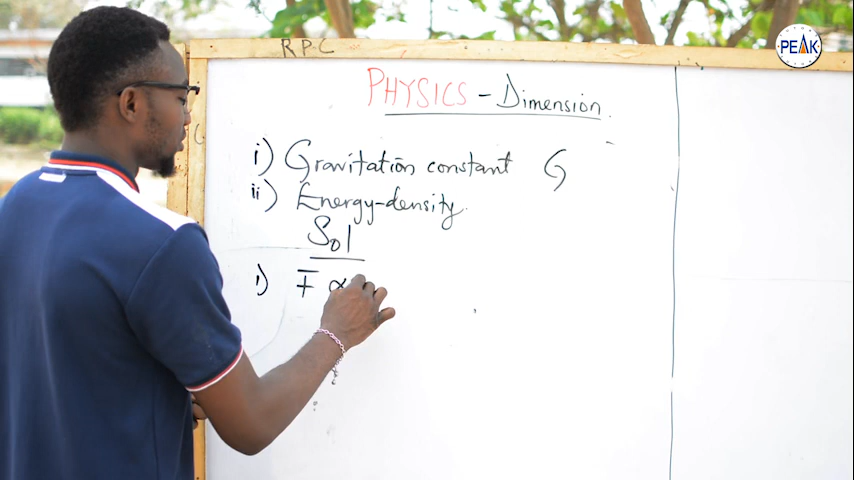 PEAK
RPC
PHYSICS - Dimension.
i) Gravitation constant G
ii) Energy-density.
Sol
i) F ∝